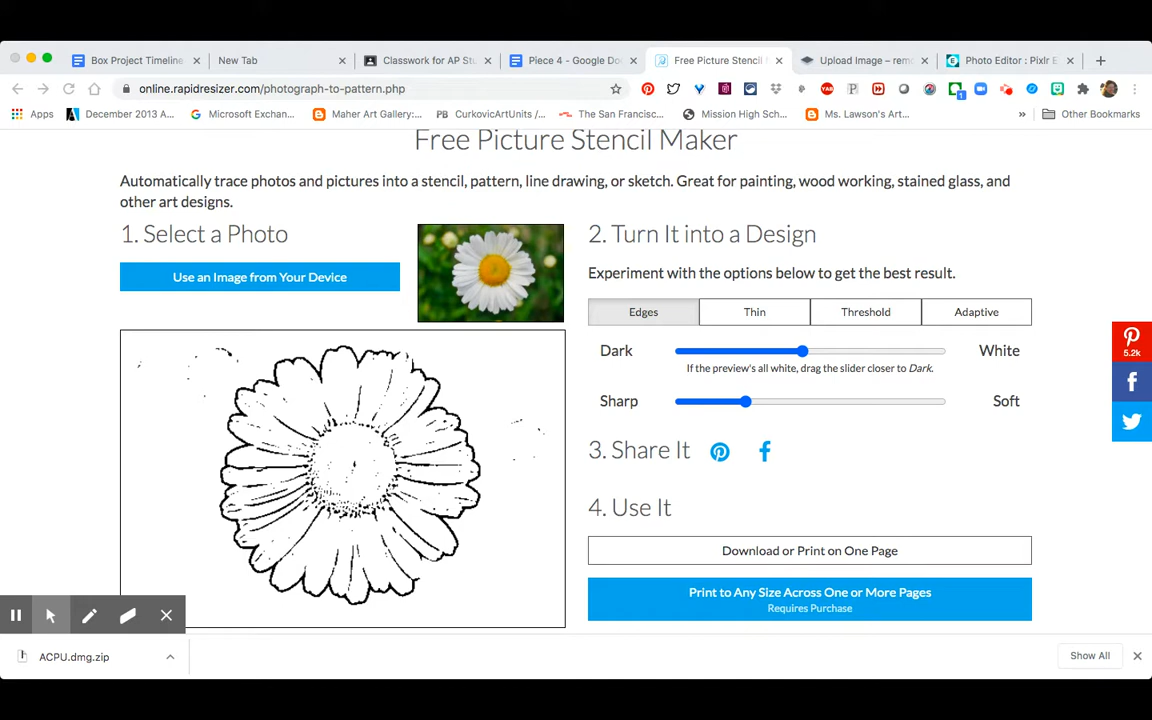 Box Project Timeline
New Tab
Classwork for AP Stu
Piece 4 - Google Do
Free Picture Stencil M
Upload Image – remo
Photo Editor : Pixlr E
online.rapidresizer.com/photograph-to-pattern.php
Apps
December 2013 A...
Microsoft Exchan...
Maher Art Gallery:...
PB CurkovicArtUnits /...
The San Francisc...
Mission High Sch...
Ms. Lawson's Art...
»
Other Bookmarks
Free Picture Stencil Maker
Automatically trace photos and pictures into a stencil, pattern, line drawing, or sketch. Great for painting, wood working, stained glass, and
other art designs.
1. Select a Photo
Use an Image from Your Device
2. Turn It into a Design
Experiment with the options below to get the best result.
Edges
Thin
Threshold
Adaptive
Dark
White
If the preview's all white, drag the slider closer to Dark.
Sharp
Soft
3. Share It
4. Use It
Download or Print on One Page
Print to Any Size Across One or More Pages
Requires Purchase
5.2k
ACPU.dmg.zip
Show All